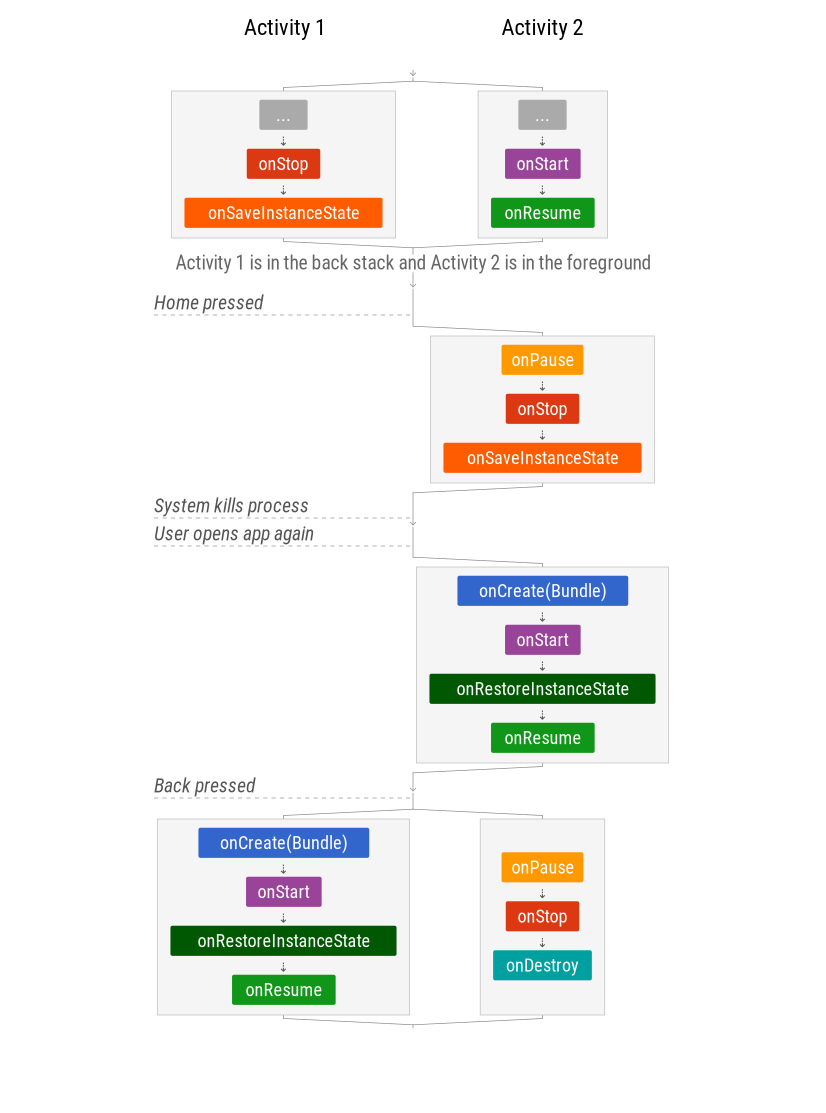 Activity 1
Activity 2
...
onStop
onSaveInstanceState
...
onStart
onResume
Activity 1 is in the back stack and Activity 2 is in the foreground
Home pressed
onPause
onStop
onSaveInstanceState
System kills process
User opens app again
onCreate(Bundle)
onStart
onRestoreInstanceState
onResume
Back pressed
onCreate(Bundle)
onStart
onRestoreInstanceState
onResume
onPause
onStop
onDestroy